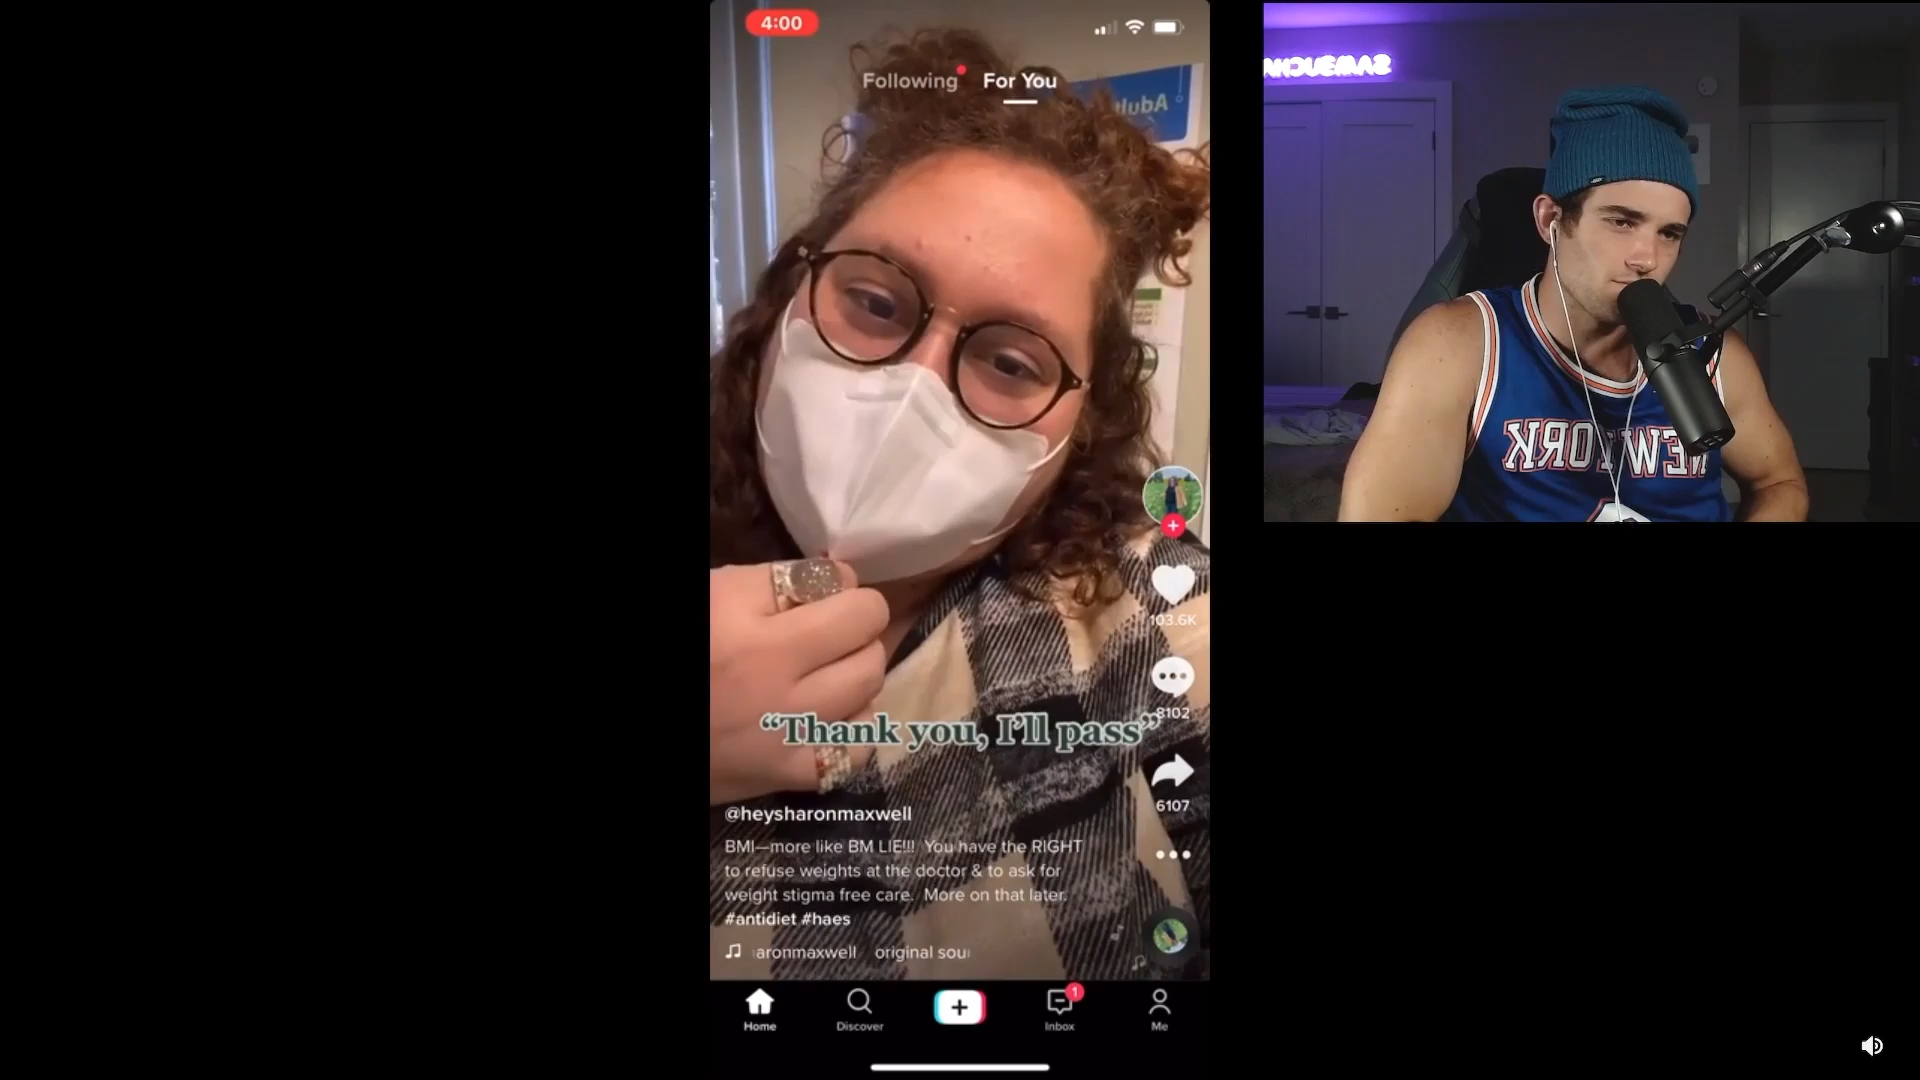 4:00
Following For You
Adult
“Thank you, I’ll pass”
103.6K
8102
6107
@heysharonmaxwell
BMI—more like BM LIE!!! You have the RIGHT
to refuse weights at the doctor & to ask for
weight stigma free care. More on that later.
#antidiet #haes
aronmaxwell original sou
Home
Discover
1
Inbox
Me
NEW YORK